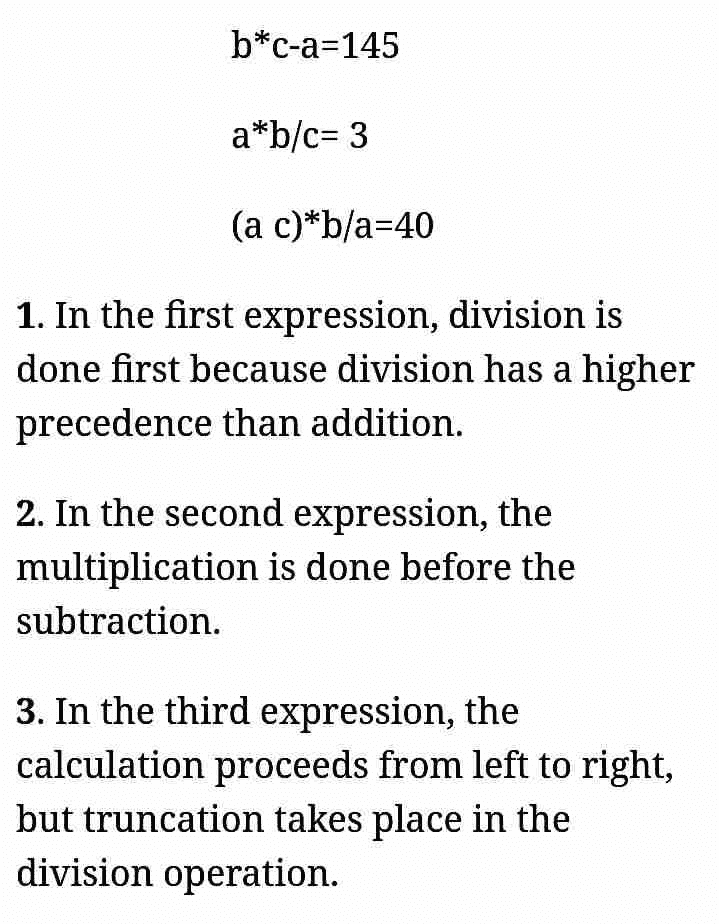 b*c-a=145
a*b/c= 3
(a c)*b/a=40
1. In the first expression, division is
done first because division has a higher
precedence than addition.
2. In the second expression, the
multiplication is done before the
subtraction.
3. In the third expression, the
calculation proceeds from left to right,
but truncation takes place in the
division operation.